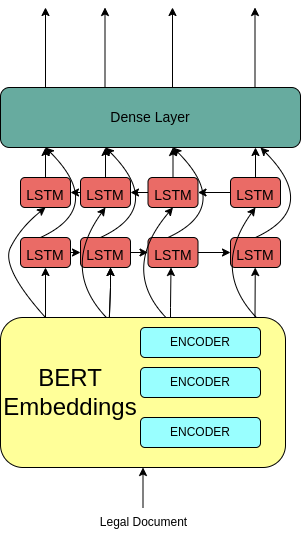 Dense Layer
LSTM LSTM LSTM LSTM
LSTM LSTM LSTM LSTM
BERT
Embeddings
ENCODER
ENCODER
ENCODER
Legal Document